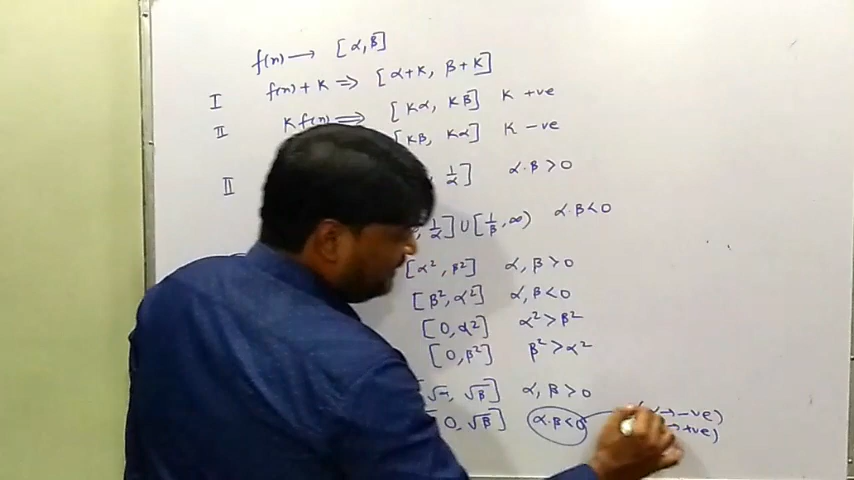 f(n) → [α, β]
I f(n) + K ⇒ [α+K, β+K]
II K f(n) ⇒ [Kα, Kβ] K +ve
[Kβ, Kα] K -ve
II 1/α] α.β > 0
1/α] ∪ [1/β, ∞) α.β < 0
[α², β²] α, β > 0
[β², α²] α, β < 0
[0, α²] α² > β²
[0, β²] β² > α²
√α, √β] α, β > 0
0, √β] α.β < 0 → -ve)
→ +ve)